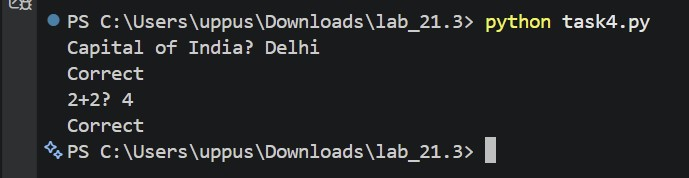 PS C:\Users\uppus\Downloads\lab_21.3> python task4.py
Capital of India? Delhi
Correct
2+2? 4
Correct
PS C:\Users\uppus\Downloads\lab_21.3>